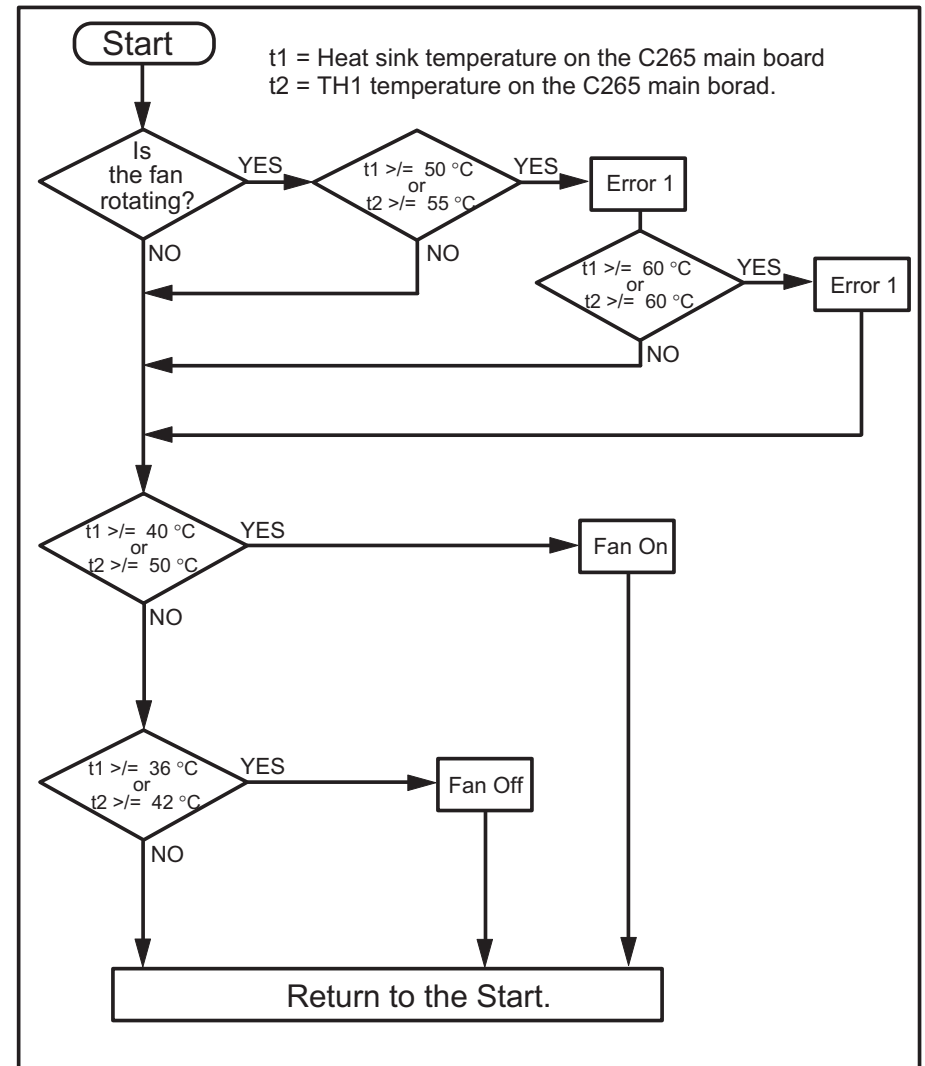 Start
t1 = Heat sink temperature on the C265 main board
t2 = TH1 temperature on the C265 main borad.
Is
the fan
rotating?
YES
NO
t1 >/= 50 °C
or
t2 >/= 55 °C
YES
NO
Error 1
t1 >/= 60 °C
or
t2 >/= 60 °C
YES
NO
Error 1
t1 >/= 40 °C
or
t2 >/= 50 °C
YES
NO
Fan On
t1 >/= 36 °C
or
t2 >/= 42 °C
YES
NO
Fan Off
Return to the Start.